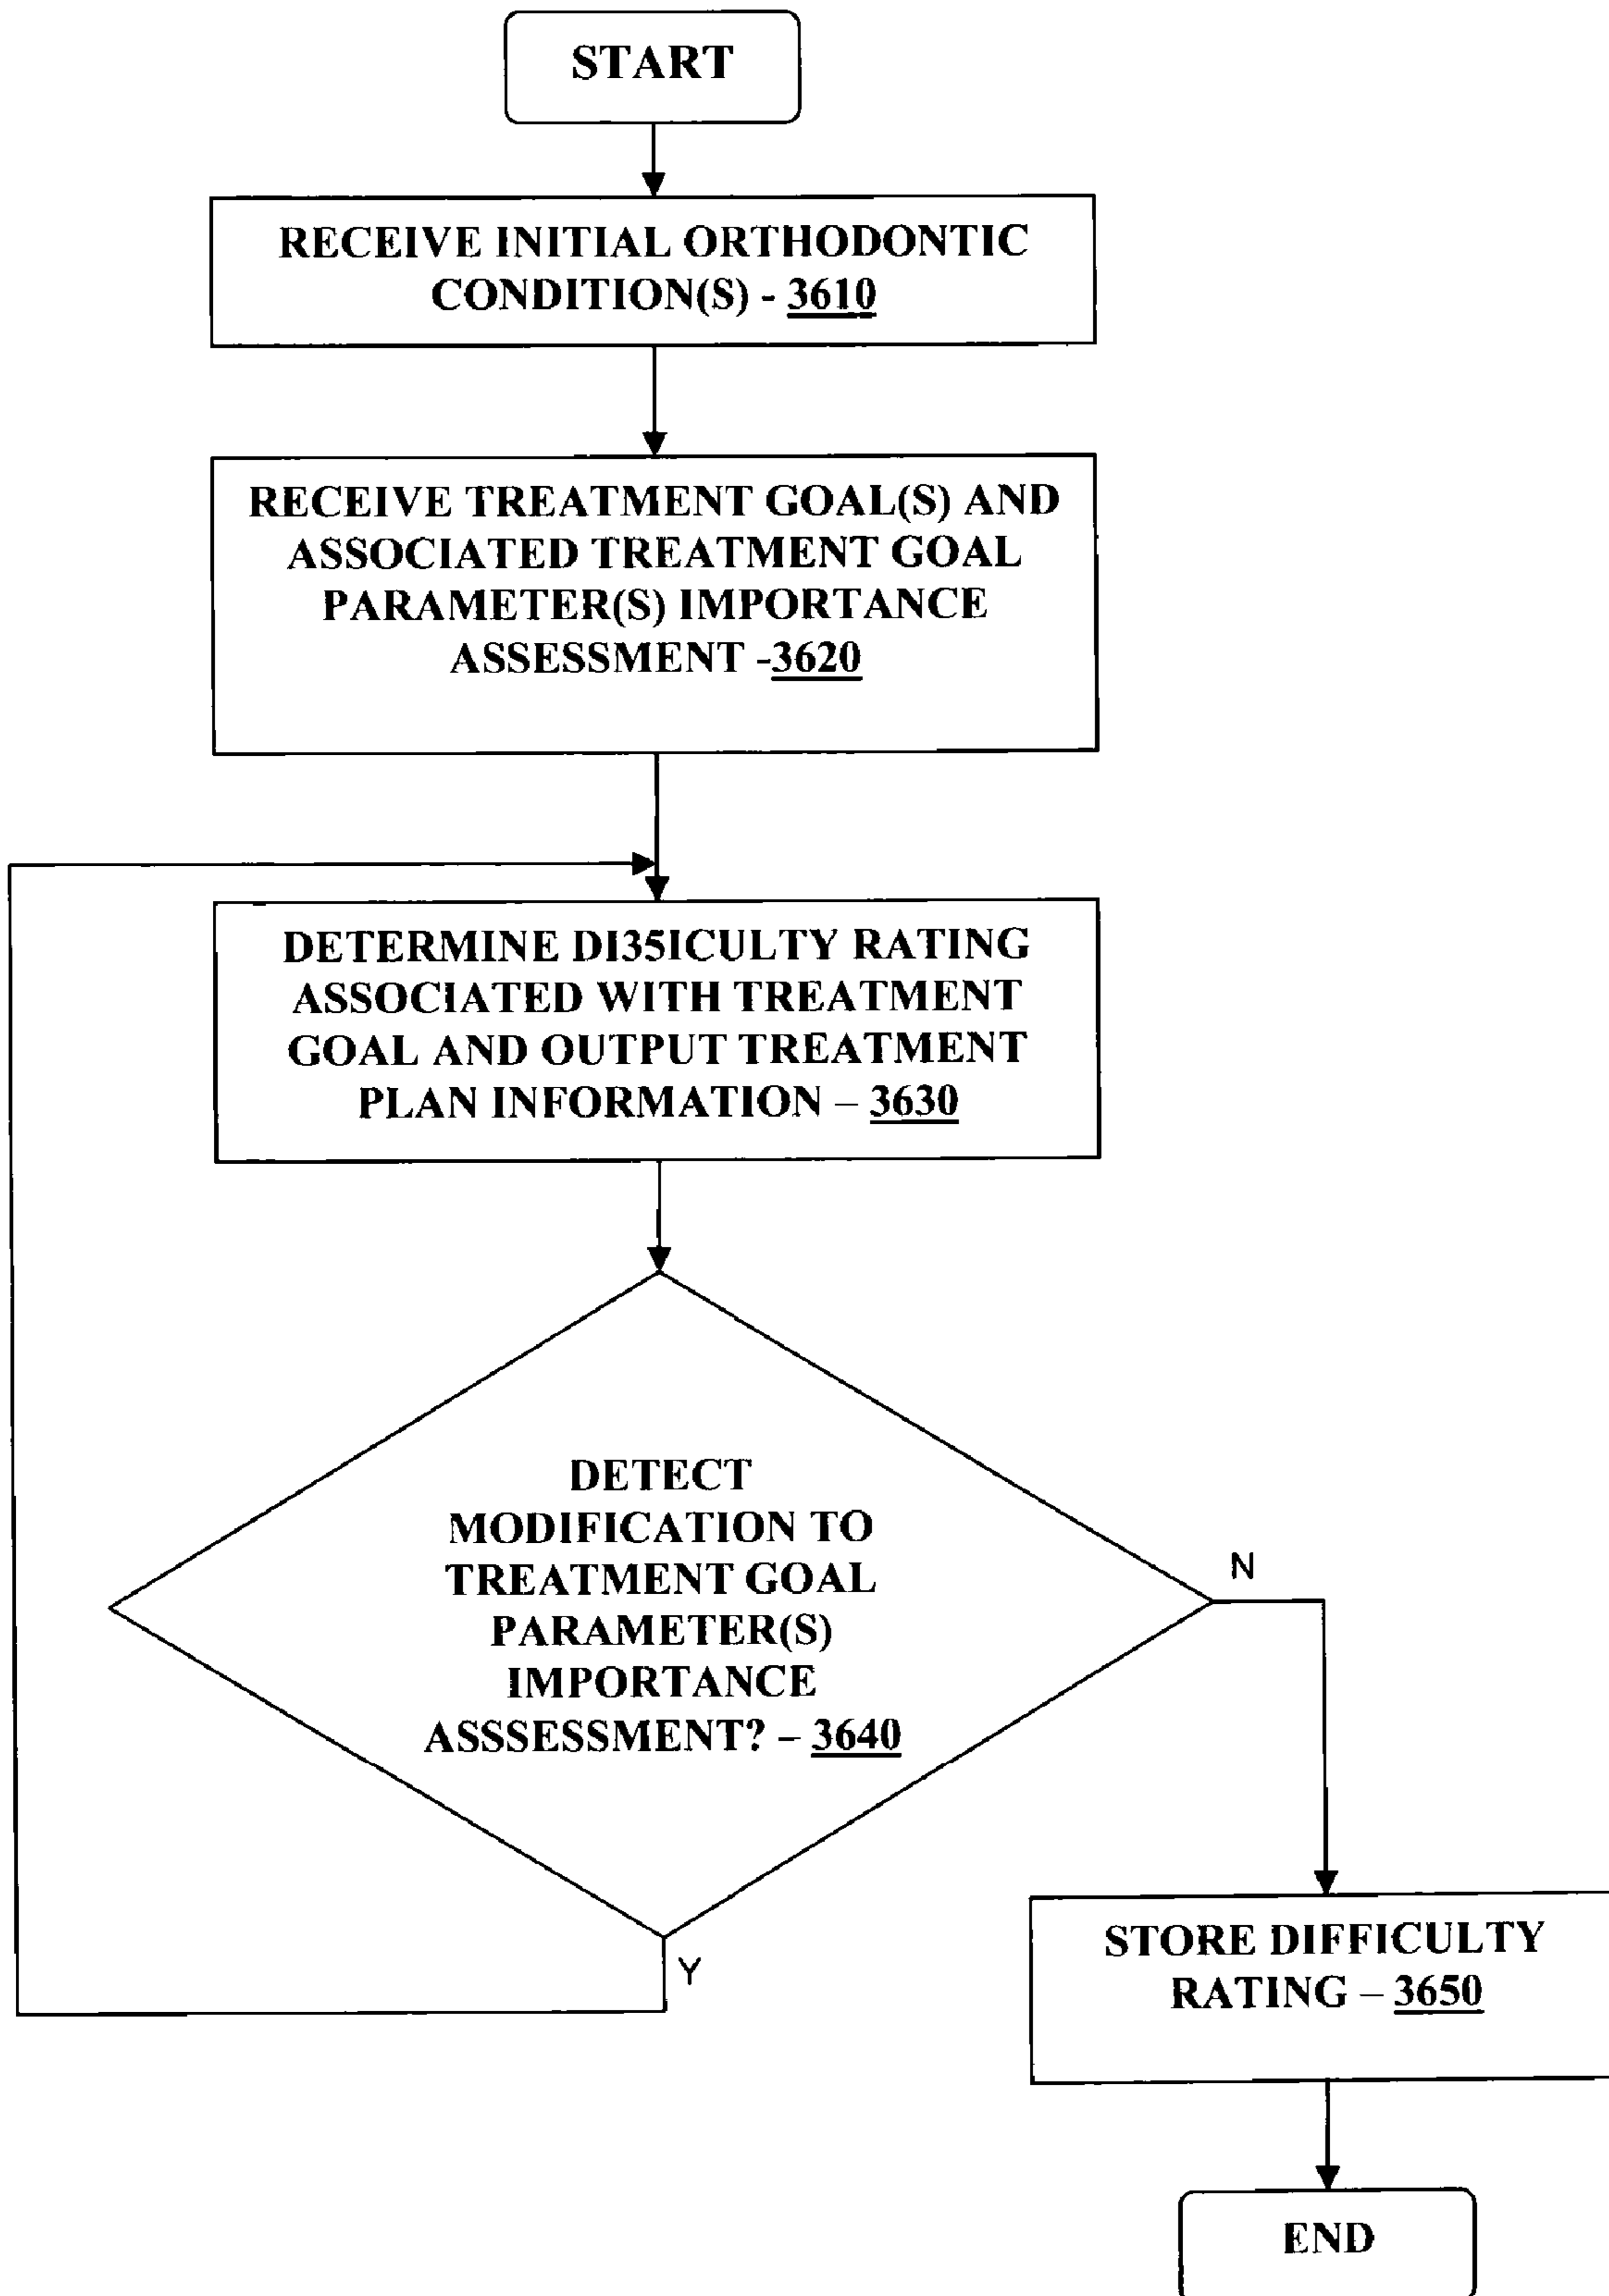 START
RECEIVE INITIAL ORTHODONTIC
CONDITION(S) - 3610
RECEIVE TREATMENT GOAL(S) AND
ASSOCIATED TREATMENT GOAL
PARAMETER(S) IMPORTANCE
ASSESSMENT -3620
DETERMINE DI35ICULTY RATING
ASSOCIATED WITH TREATMENT
GOAL AND OUTPUT TREATMENT
PLAN INFORMATION – 3630
DETECT
MODIFICATION TO
TREATMENT GOAL
PARAMETER(S)
IMPORTANCE
ASSSESSMENT? – 3640
N
Y
STORE DIFFICULTY
RATING – 3650
END